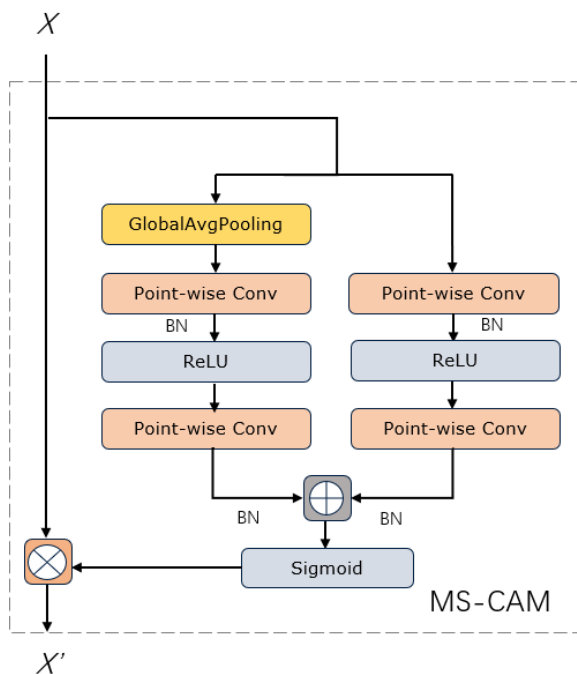 X
GlobalAvgPooling
Point-wise Conv
Point-wise Conv
BN
BN
ReLU
ReLU
Point-wise Conv
Point-wise Conv
BN
BN
Sigmoid
MS-CAM
X'